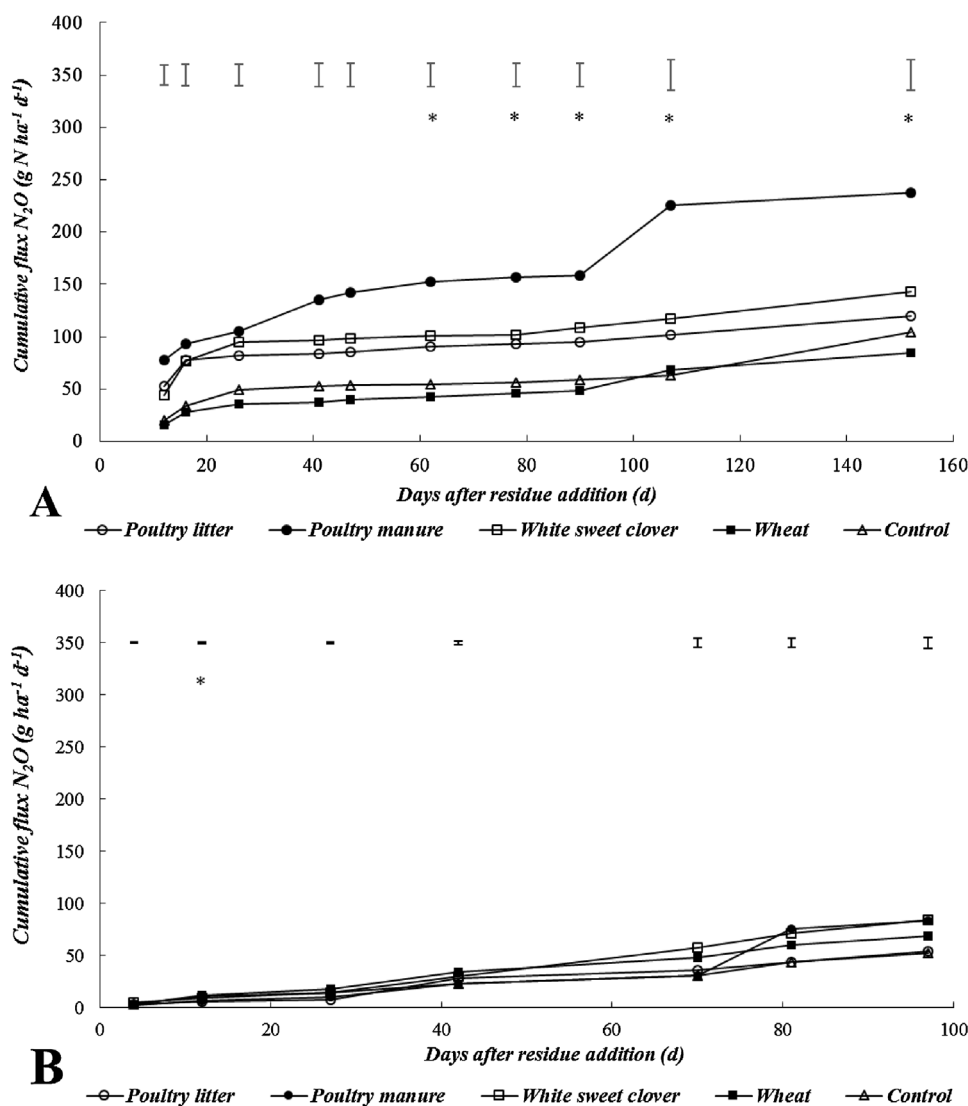 400
350
300
250
200
150
100
50
0
Cumulative flux N₂O (g N ha⁻¹ d⁻¹)
* * * * *
0 20 40 60 80 100 120 140 160
Days after residue addition (d)
A
Poultry litter Poultry manure White sweet clover Wheat Control
400
350
300
250
200
150
100
50
0
Cumulative flux N₂O (g ha⁻¹ d⁻¹)
*
0 20 40 60 80 100
Days after residue addition (d)
B
Poultry litter Poultry manure White sweet clover Wheat Control